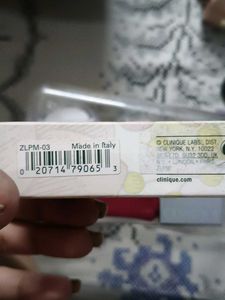 ZLPM-03 Made in Italy
0 20714 79065 3
© CLINIQUE LABS, DIST.
NEW YORK, N.Y. 10022
clinique.com